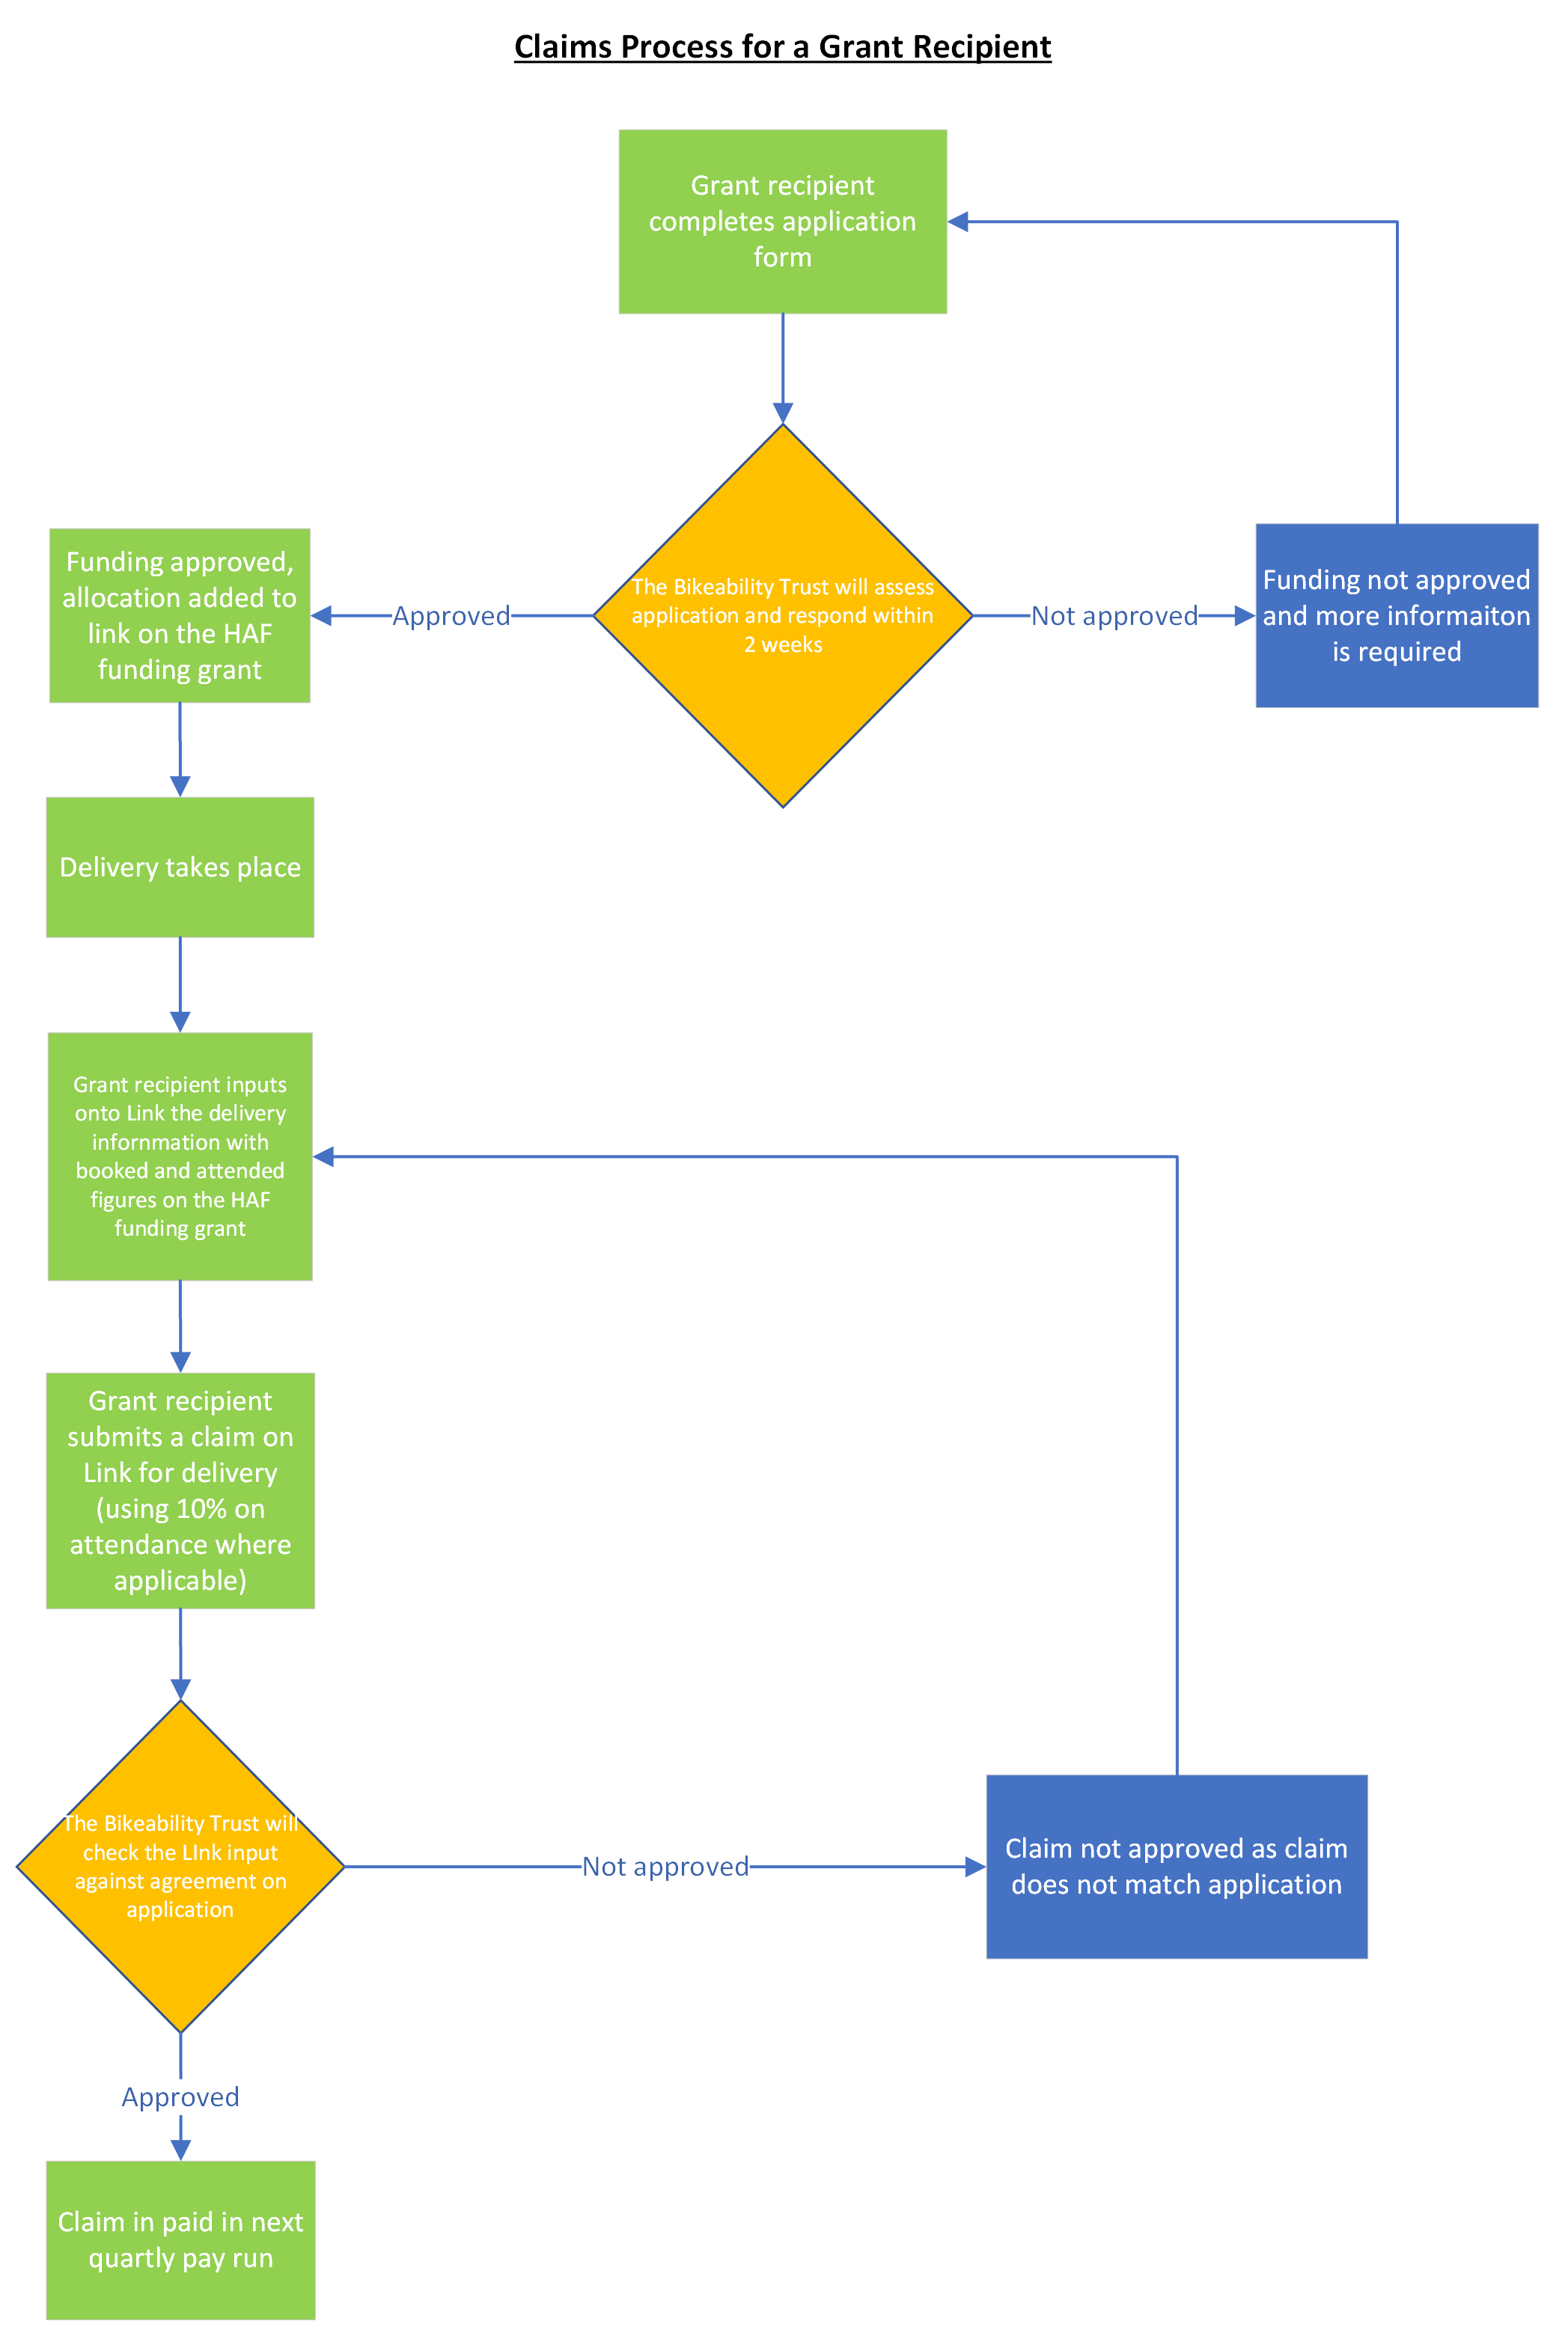 Claims Process for a Grant Recipient
Grant recipient
completes application
form
The Bikeability Trust will assess
application and respond within
2 weeks
Approved
Not approved
Funding approved,
allocation added to
link on the HAF
funding grant
Funding not approved
and more informaiton
is required
Delivery takes place
Grant recipient inputs
onto Link the delivery
infornmation with
booked and attended
figures on the HAF
funding grant
Grant recipient
submits a claim on
Link for delivery
(using 10% on
attendance where
applicable)
The Bikeability Trust will
check the LInk input
against agreement on
application
Not approved
Claim not approved as claim
does not match application
Approved
Claim in paid in next
quartly pay run